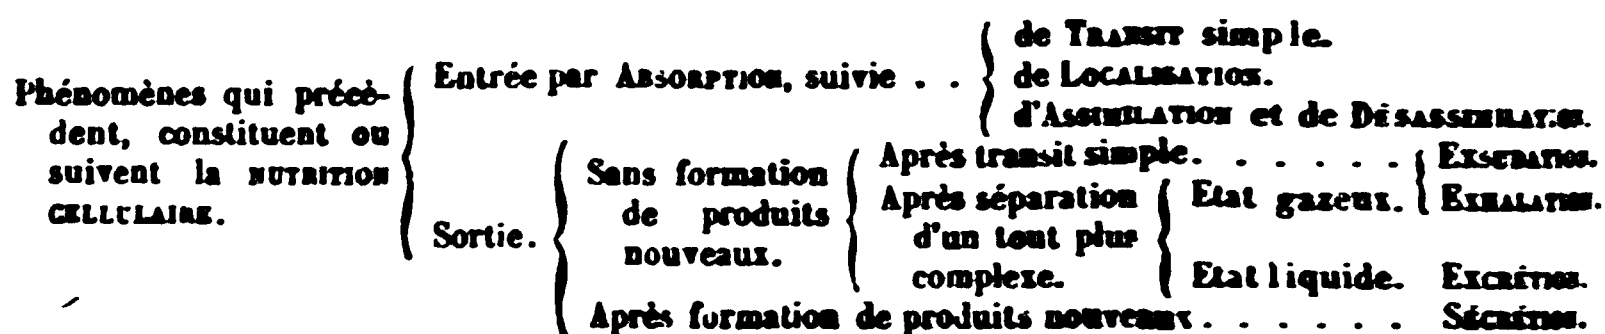 Phénomènes qui précè-
dent, constituent ou
suivent la NUTRITION
CELLULAIRE.
Entrée par ABSORPTION, suivie . .
de TRANSIT simple.
de LOCALISATION.
d'ASSIMILATION et de DÉSASSIMILATION.
Sortie.
Sans formation
de produits
nouveaux.
Après transit simple. . . . . . .
Après séparation
d'un tout plus
complexe.
Etat gazeux.
EXSUDATION.
EXHALATION.
Etat liquide. EXCRÉTION.
Après formation de produits nouveaux . . . . . . SÉCRÉTION.